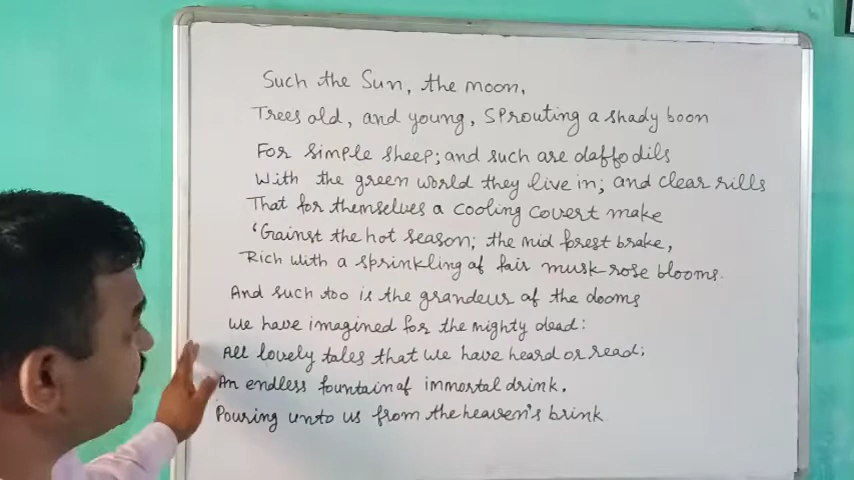 Such the Sun, the moon,
Trees old, and young, Sprouting a shady boon
For simple sheep; and such are daffodils
With the green world they live in; and clear rills
That for themselves a cooling covert make
'Gainst the hot season; the mid forest brake,
Rich with a sprinkling of fair musk-rose blooms.
And such too is the grandeur of the dooms
We have imagined for the mighty dead:
All lovely tales that we have heard or read;
An endless fountain of immortal drink.
Pouring unto us from the heaven's brink